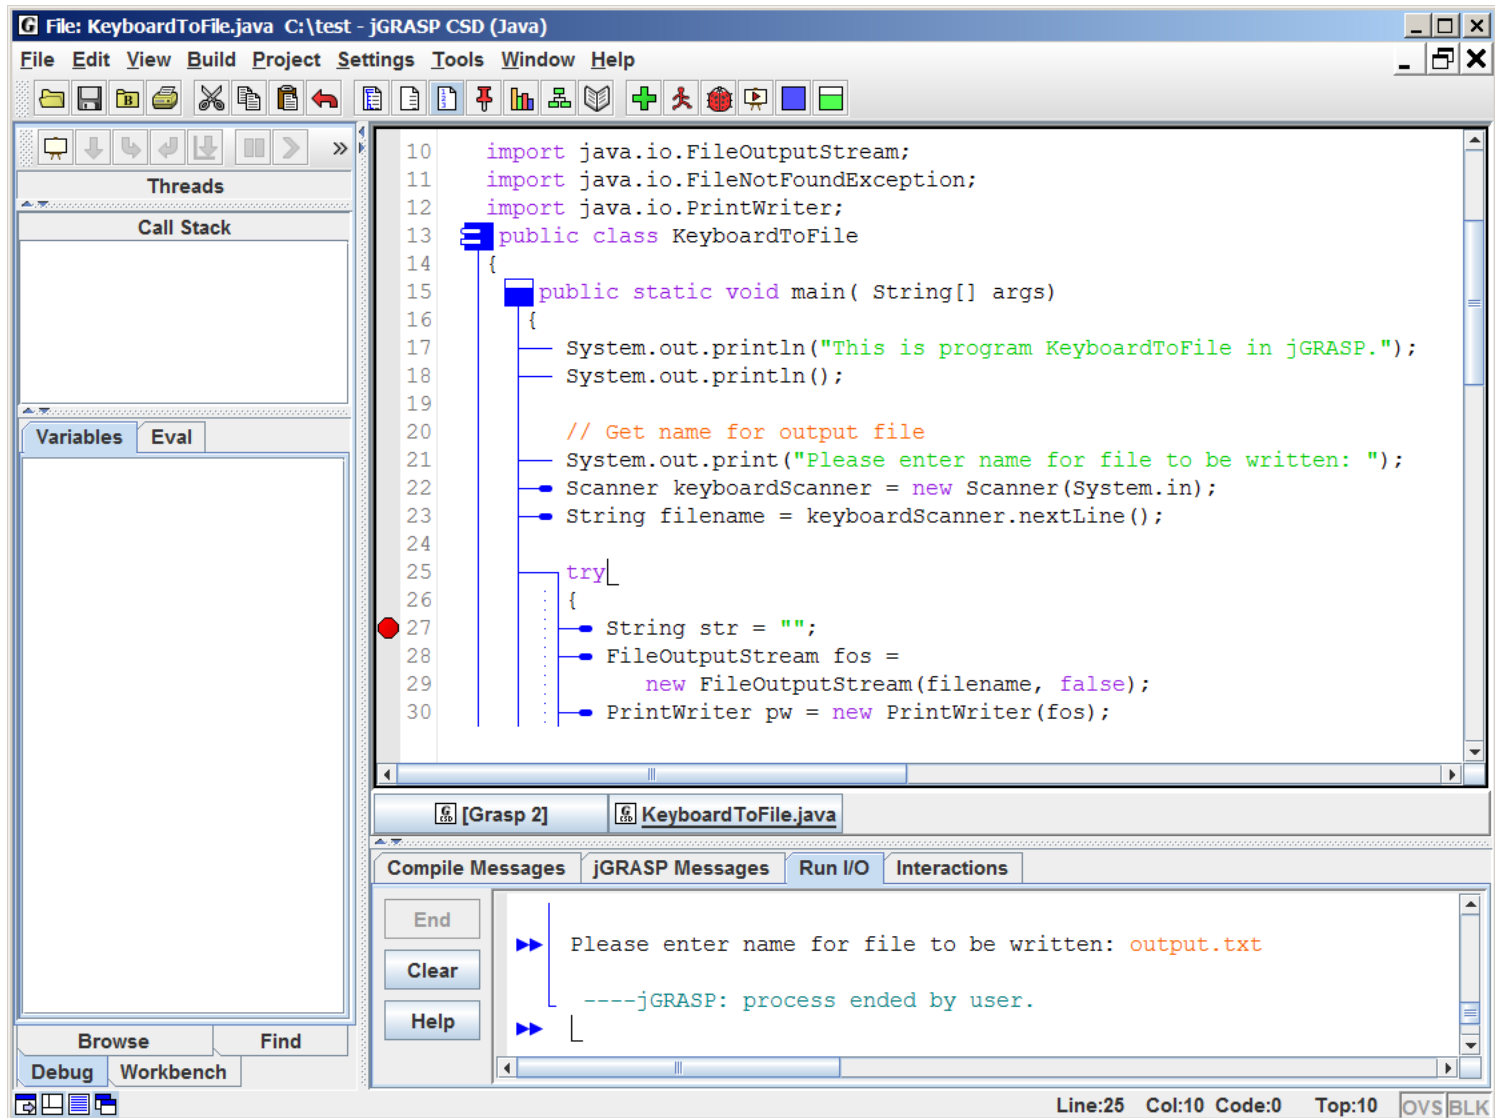 File: KeyboardToFile.java  C:\test - jGRASP CSD (Java)
File Edit View Build Project Settings Tools Window Help
Threads
Call Stack
Variables Eval
Browse Find
Debug Workbench
10 import java.io.FileOutputStream;
11 import java.io.FileNotFoundException;
12 import java.io.PrintWriter;
13 public class KeyboardToFile
14 {
15 public static void main( String[] args)
16 {
17 System.out.println("This is program KeyboardToFile in jGRASP.");
18 System.out.println();
19
20 // Get name for output file
21 System.out.print("Please enter name for file to be written: ");
22 Scanner keyboardScanner = new Scanner(System.in);
23 String filename = keyboardScanner.nextLine();
24
25 try
26 {
27 String str = "";
28 FileOutputStream fos =
29 new FileOutputStream(filename, false);
30 PrintWriter pw = new PrintWriter(fos);
[Grasp 2] KeyboardToFile.java
Compile Messages jGRASP Messages Run I/O Interactions
End
Clear
Help
Please enter name for file to be written: output.txt
----jGRASP: process ended by user.
Line:25 Col:10 Code:0 Top:10 OVS BLK